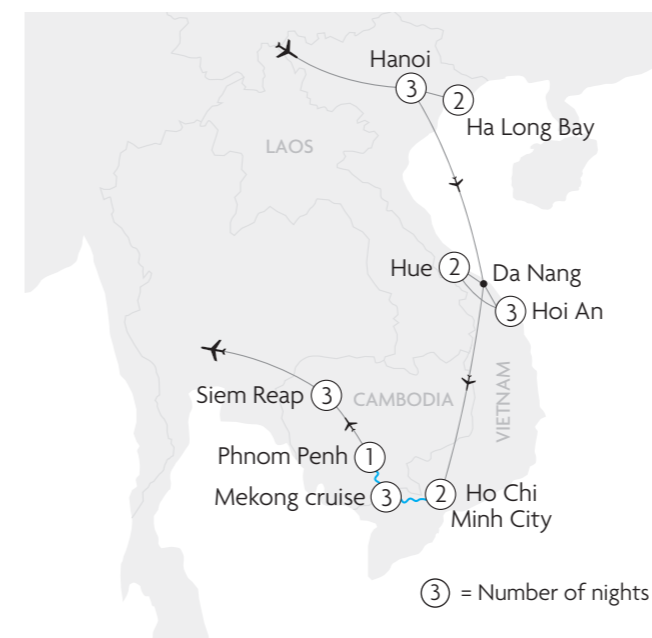 Hanoi
3
2
Ha Long Bay
LAOS
Hue 2 Da Nang
3 Hoi An
Siem Reap 3 CAMBODIA
VIETNAM
Phnom Penh 1
Mekong cruise 3
2 Ho Chi
Minh City
3 = Number of nights